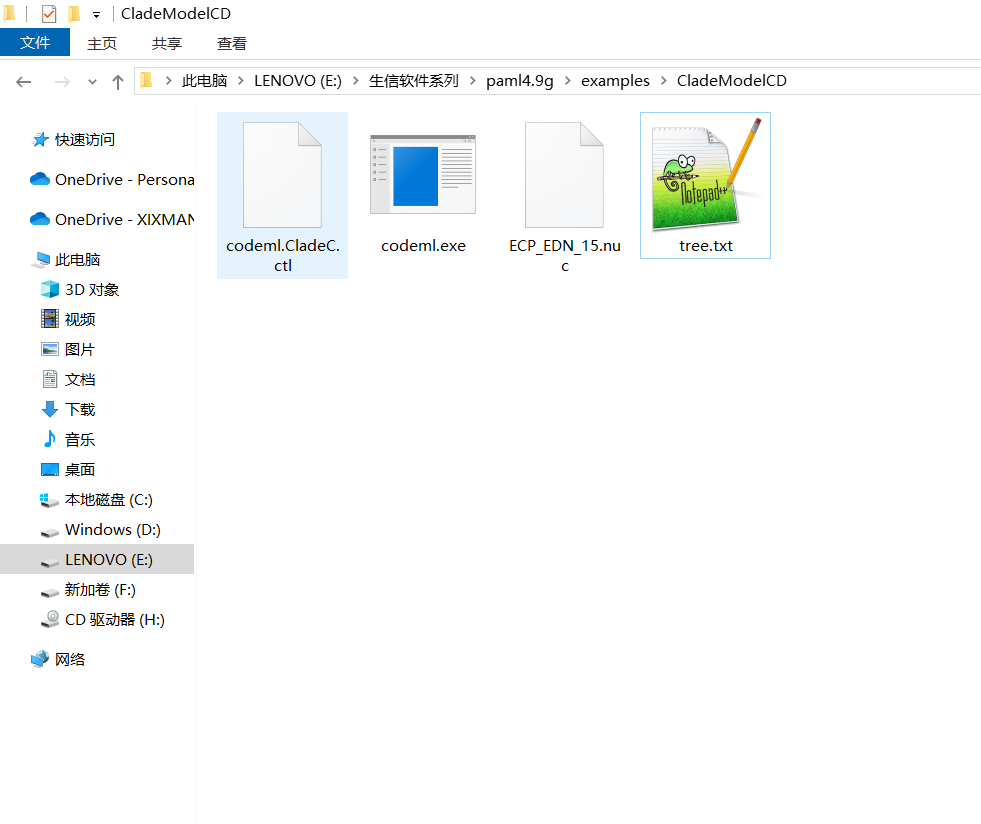 CladeModelCD
文件 主页 共享 查看
此电脑 LENOVO (E:) 生信软件系列 paml4.9g examples CladeModelCD
快速访问
OneDrive - Persona
OneDrive - XIXMAN
此电脑
3D 对象
视频
图片
文档
下载
音乐
桌面
本地磁盘 (C:)
Windows (D:)
LENOVO (E:)
新加卷 (F:)
CD 驱动器 (H:)
网络
codeml.CladeC.
ctl
codeml.exe
ECP_EDN_15.nu
c
Notepad++
tree.txt